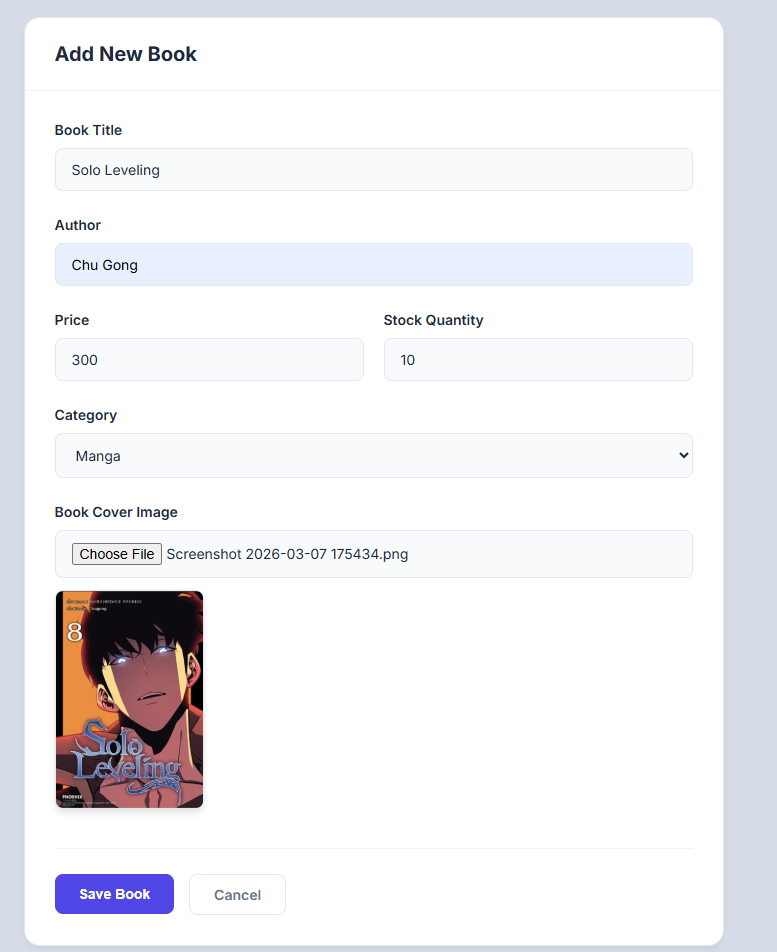 Add New Book
Book Title
Solo Leveling
Author
Chu Gong
Price
Stock Quantity
300
10
Category
Manga
Book Cover Image
Choose File Screenshot 2026-03-07 175434.png
8
Solo
Leveling
PHOENIX
Save Book
Cancel